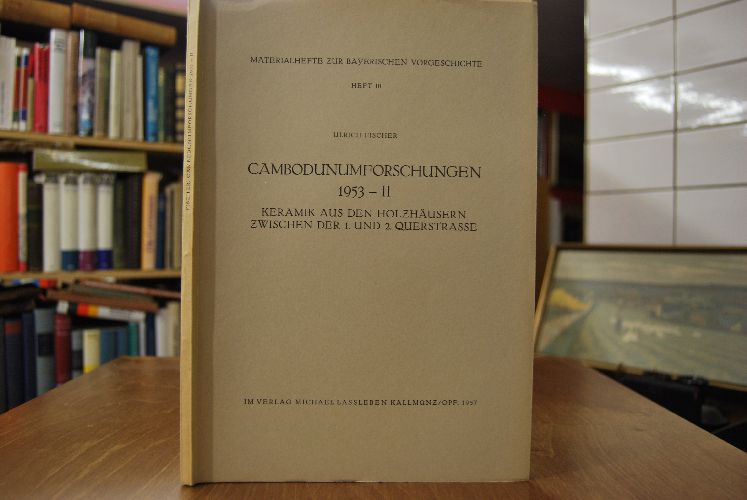 MATERIALHEFTE ZUR BAYERISCHEN VORGESCHICHTE
HEFT 10
ULRICH FISCHER
CAMBODUNUMFORSCHUNGEN
1953 – II
KERAMIK AUS DEN HOLZHÄUSERN
ZWISCHEN DER 1. UND 2. QUERSTRASSE
IM VERLAG MICHAEL LASSLEBEN KALLMÜNZ/OPF. 1957